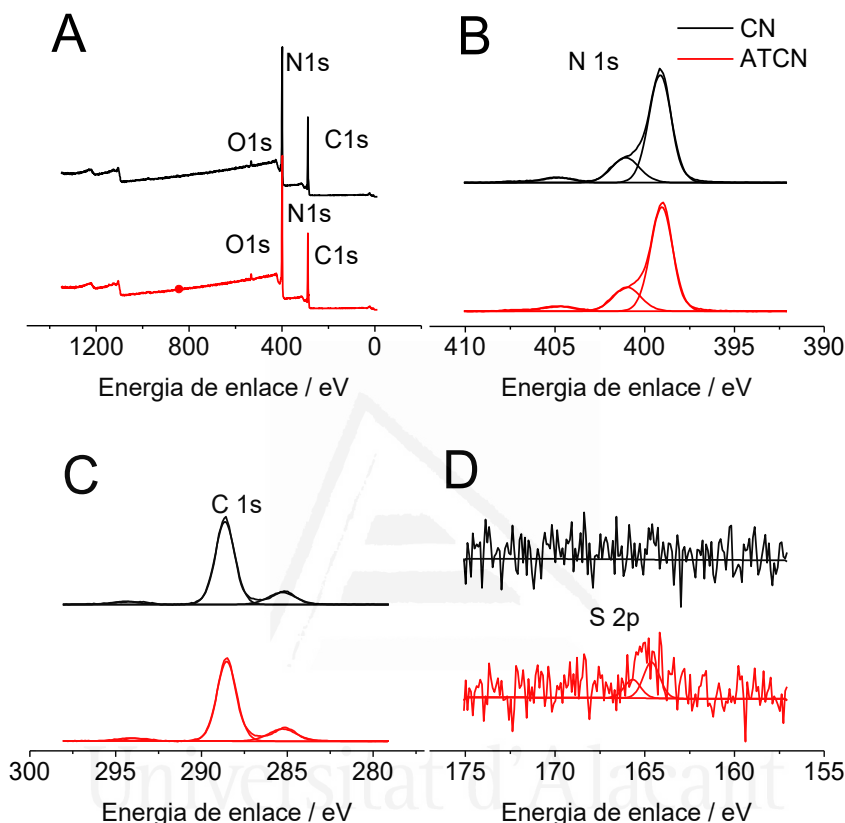 A
N1s
O1s
C1s
N1s
O1s
C1s
1200 800 400 0
Energia de enlace / eV
B
N 1s
CN
ATCN
410 405 400 395 390
Energia de enlace / eV
C
C 1s
300 295 290 285 280
Energia de enlace / eV
D
S 2p
175 170 165 160 155
Energia de enlace / eV
Universitat d'Alacant